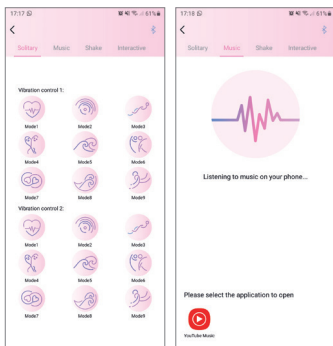 17:17
61%
Solitary Music Shake Interactive
Vibration control 1:
Mode1 Mode2 Mode3
Mode4 Mode5 Mode6
Mode7 Mode8 Mode9
Vibration control 2:
Mode1 Mode2 Mode3
Mode4 Mode5 Mode6
Mode7 Mode8 Mode9
17:18
61%
Solitary Music Shake Interactive
Listening to music on your phone...
Please select the application to open
YouTube Music